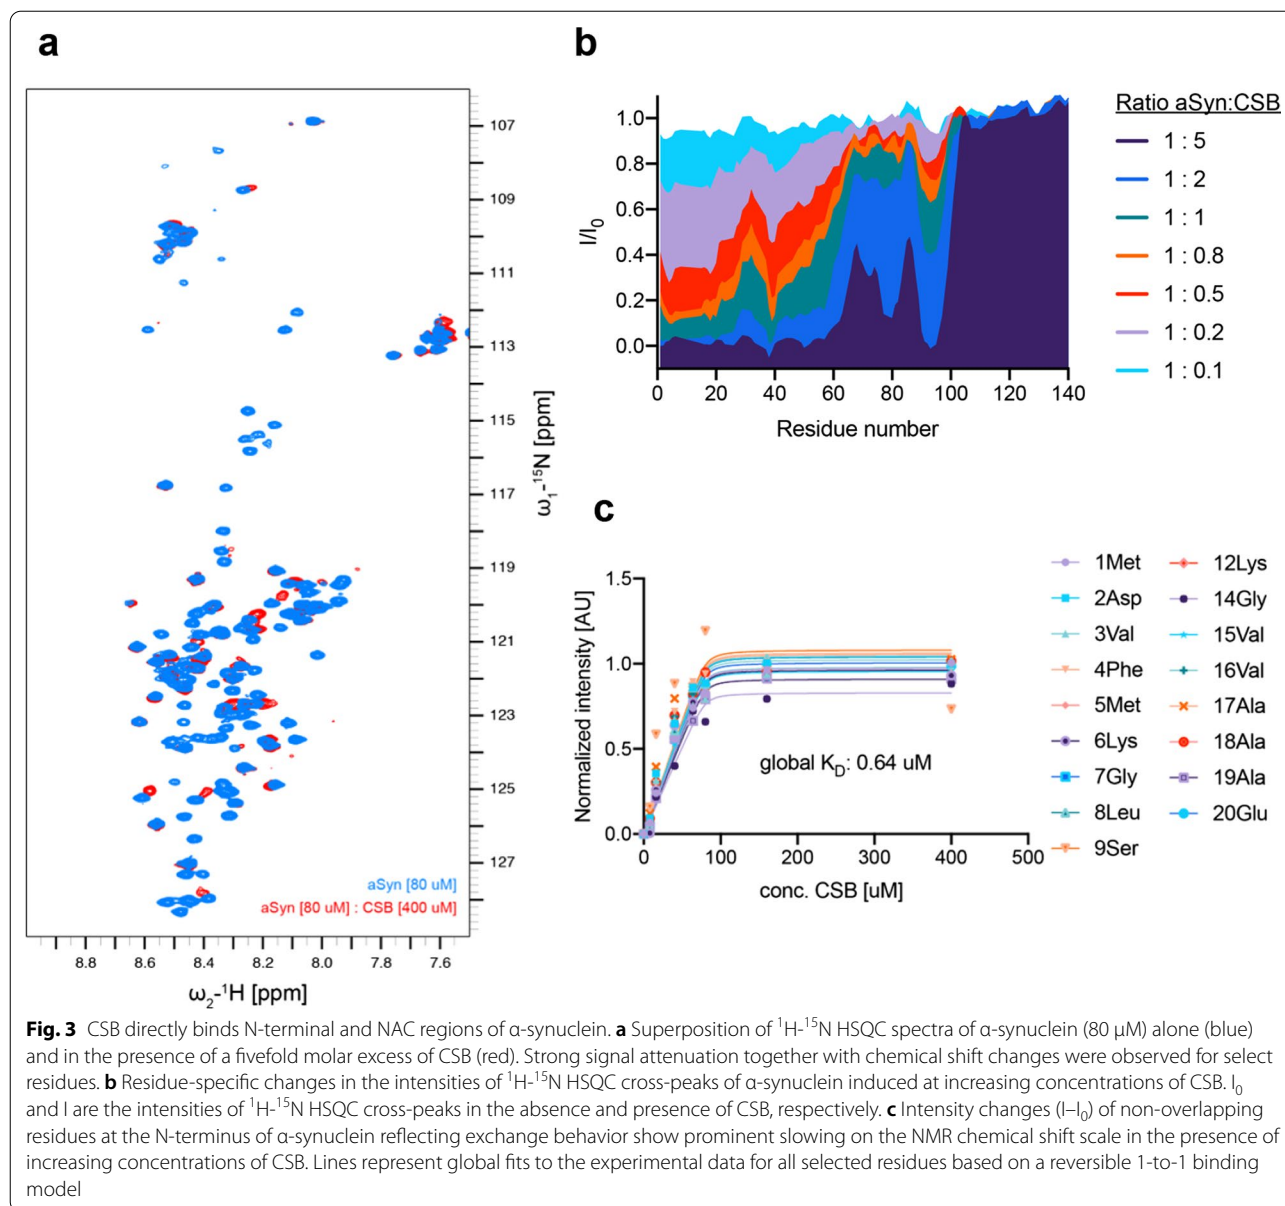 a
107
109
111
113
115
117
119
121
123
125
127
ω1-15N [ppm]
aSyn [80 uM]
aSyn [80 uM] : CSB [400 uM]
8.8 8.6 8.4 8.2 8.0 7.8 7.6
ω2-1H [ppm]
b
1.0
0.8
0.6
0.4
0.2
0.0
I/I0
0 20 40 60 80 100 120 140
Residue number
Ratio aSyn:CSB
1 : 5
1 : 2
1 : 1
1 : 0.8
1 : 0.5
1 : 0.2
1 : 0.1
c
1.5
1.0
0.5
0.0
Normalized intensity [AU]
global KD: 0.64 uM
0 100 200 300 400 500
conc. CSB [uM]
1Met
2Asp
3Val
4Phe
5Met
6Lys
7Gly
8Leu
9Ser
12Lys
14Gly
15Val
16Val
17Ala
18Ala
19Ala
20Glu
Fig. 3 CSB directly binds N-terminal and NAC regions of α-synuclein. a Superposition of 1H-15N HSQC spectra of α-synuclein (80 μM) alone (blue)
and in the presence of a fivefold molar excess of CSB (red). Strong signal attenuation together with chemical shift changes were observed for select
residues. b Residue-specific changes in the intensities of 1H-15N HSQC cross-peaks of α-synuclein induced at increasing concentrations of CSB. I0
and I are the intensities of 1H-15N HSQC cross-peaks in the absence and presence of CSB, respectively. c Intensity changes (I–I0) of non-overlapping
residues at the N-terminus of α-synuclein reflecting exchange behavior show prominent slowing on the NMR chemical shift scale in the presence of
increasing concentrations of CSB. Lines represent global fits to the experimental data for all selected residues based on a reversible 1-to-1 binding
model